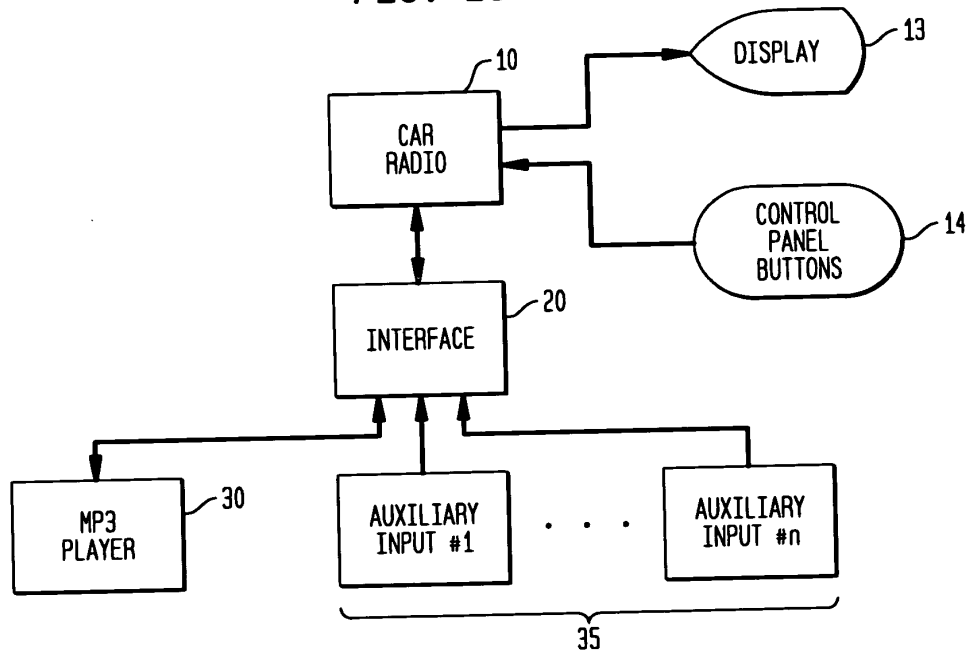 10
CAR
RADIO
DISPLAY
13
CONTROL
PANEL
BUTTONS
14
INTERFACE
20
MP3
PLAYER
30
AUXILIARY
INPUT #1
. . .
AUXILIARY
INPUT #n
35